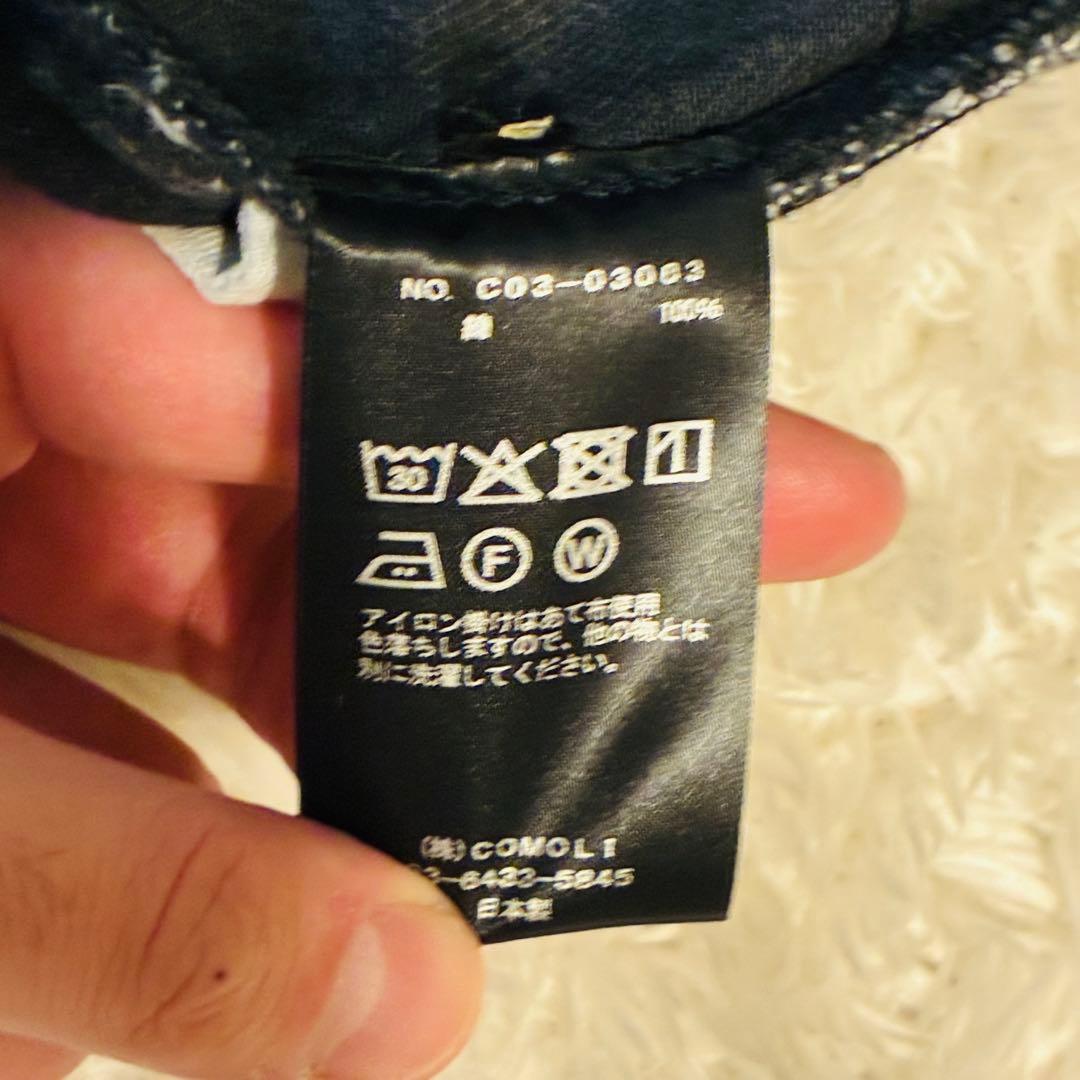 NO. C03-03083
綿 100%
30
F W
アイロン掛けはあて布使用
色落ちしますので、他の物とは
別に洗濯してください。
(株)COMOLI
03-6433-5845
日本製